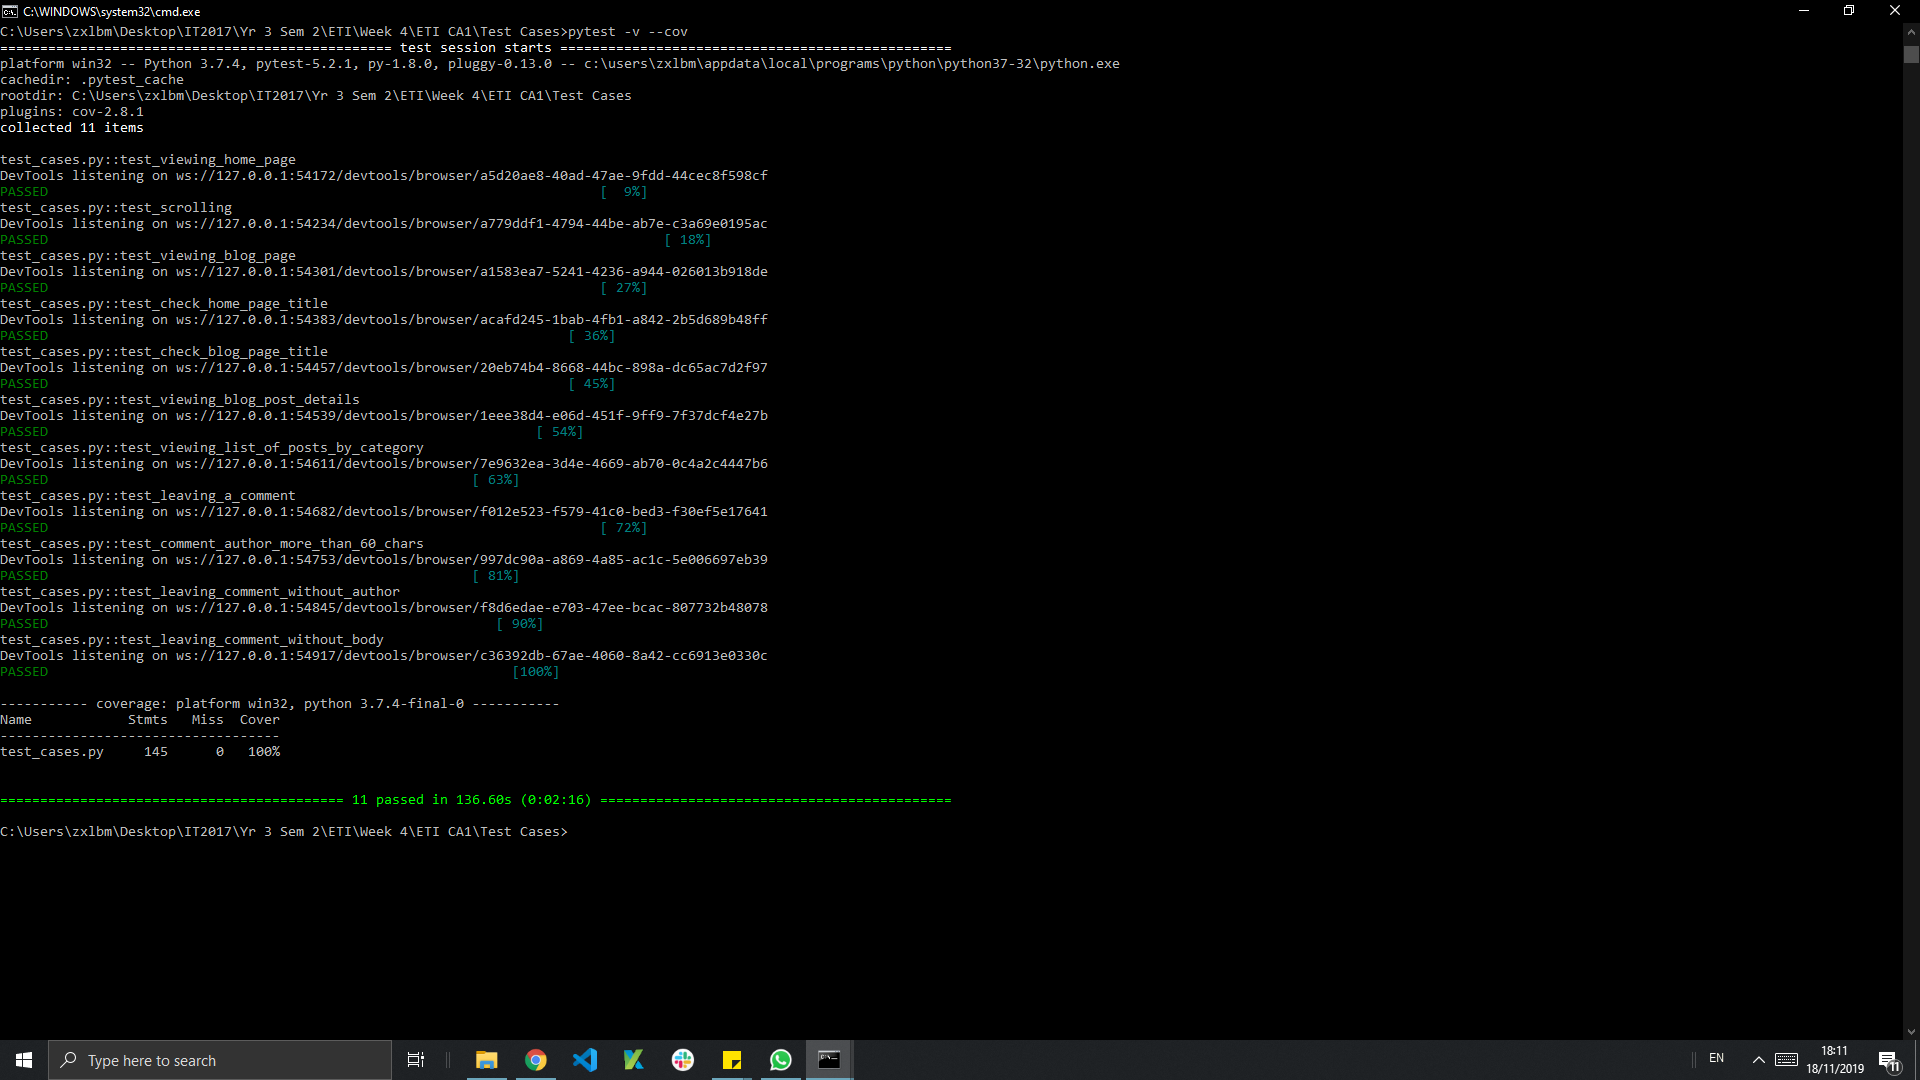 C:\WINDOWS\system32\cmd.exe
C:\Users\zxlbm\Desktop\IT2017\Yr 3 Sem 2\ETI\Week 4\ETI CA1\Test Cases>pytest -v --cov
================================================= test session starts =================================================
platform win32 -- Python 3.7.4, pytest-5.2.1, py-1.8.0, pluggy-0.13.0 -- c:\users\zxlbm\appdata\local\programs\python\python37-32\python.exe
cachedir: .pytest_cache
rootdir: C:\Users\zxlbm\Desktop\IT2017\Yr 3 Sem 2\ETI\Week 4\ETI CA1\Test Cases
plugins: cov-2.8.1
collected 11 items
test_cases.py::test_viewing_home_page
DevTools listening on ws://127.0.0.1:54172/devtools/browser/a5d20ae8-40ad-47ae-9fdd-44cec8f598cf
PASSED [  9%]
test_cases.py::test_scrolling
DevTools listening on ws://127.0.0.1:54234/devtools/browser/a779ddf1-4794-44be-ab7e-c3a69e0195ac
PASSED [ 18%]
test_cases.py::test_viewing_blog_page
DevTools listening on ws://127.0.0.1:54301/devtools/browser/a1583ea7-5241-4236-a944-026013b918de
PASSED [ 27%]
test_cases.py::test_check_home_page_title
DevTools listening on ws://127.0.0.1:54383/devtools/browser/acafd245-1bab-4fb1-a842-2b5d689b48ff
PASSED [ 36%]
test_cases.py::test_check_blog_page_title
DevTools listening on ws://127.0.0.1:54457/devtools/browser/20eb74b4-8668-44bc-898a-dc65ac7d2f97
PASSED [ 45%]
test_cases.py::test_viewing_blog_post_details
DevTools listening on ws://127.0.0.1:54539/devtools/browser/1eee38d4-e06d-451f-9ff9-7f37dcf4e27b
PASSED [ 54%]
test_cases.py::test_viewing_list_of_posts_by_category
DevTools listening on ws://127.0.0.1:54611/devtools/browser/7e9632ea-3d4e-4669-ab70-0c4a2c4447b6
PASSED [ 63%]
test_cases.py::test_leaving_a_comment
DevTools listening on ws://127.0.0.1:54682/devtools/browser/f012e523-f579-41c0-bed3-f30ef5e17641
PASSED [ 72%]
test_cases.py::test_comment_author_more_than_60_chars
DevTools listening on ws://127.0.0.1:54753/devtools/browser/997dc90a-a869-4a85-ac1c-5e006697eb39
PASSED [ 81%]
test_cases.py::test_leaving_comment_without_author
DevTools listening on ws://127.0.0.1:54845/devtools/browser/f8d6edae-e703-47ee-bcac-807732b48078
PASSED [ 90%]
test_cases.py::test_leaving_comment_without_body
DevTools listening on ws://127.0.0.1:54917/devtools/browser/c36392db-67ae-4060-8a42-cc6913e0330c
PASSED [100%]
----------- coverage: platform win32, python 3.7.4-final-0 -----------
Name            Stmts   Miss  Cover
-----------------------------------
test_cases.py     145      0   100%
=========================================== 11 passed in 136.60s (0:02:16) ============================================
C:\Users\zxlbm\Desktop\IT2017\Yr 3 Sem 2\ETI\Week 4\ETI CA1\Test Cases>
Type here to search
EN
18:11
18/11/2019
11